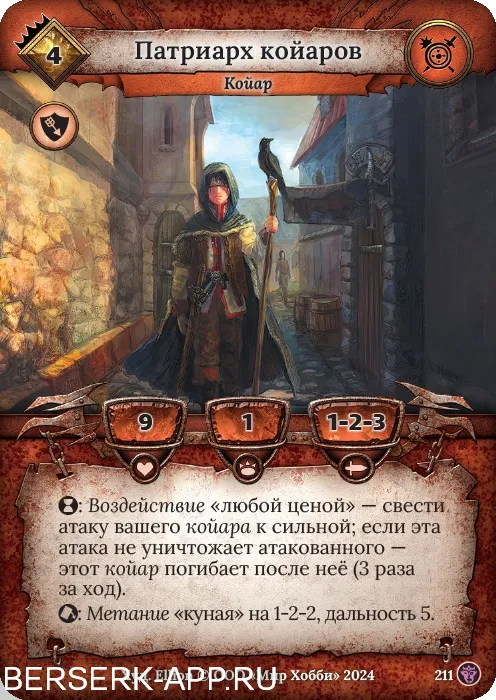 4
Патриарх койаров
Койар
9
1
1-2-3
: Воздействие «любой ценой» — свести
атаку вашего койара к сильной; если эта
атака не уничтожает атакованного —
этот койар погибает после неё (3 раза
за ход).
: Метание «куная» на 1-2-2, дальность 5.
«Мир Хобби» 2024
211
BERSERK-APP.RU